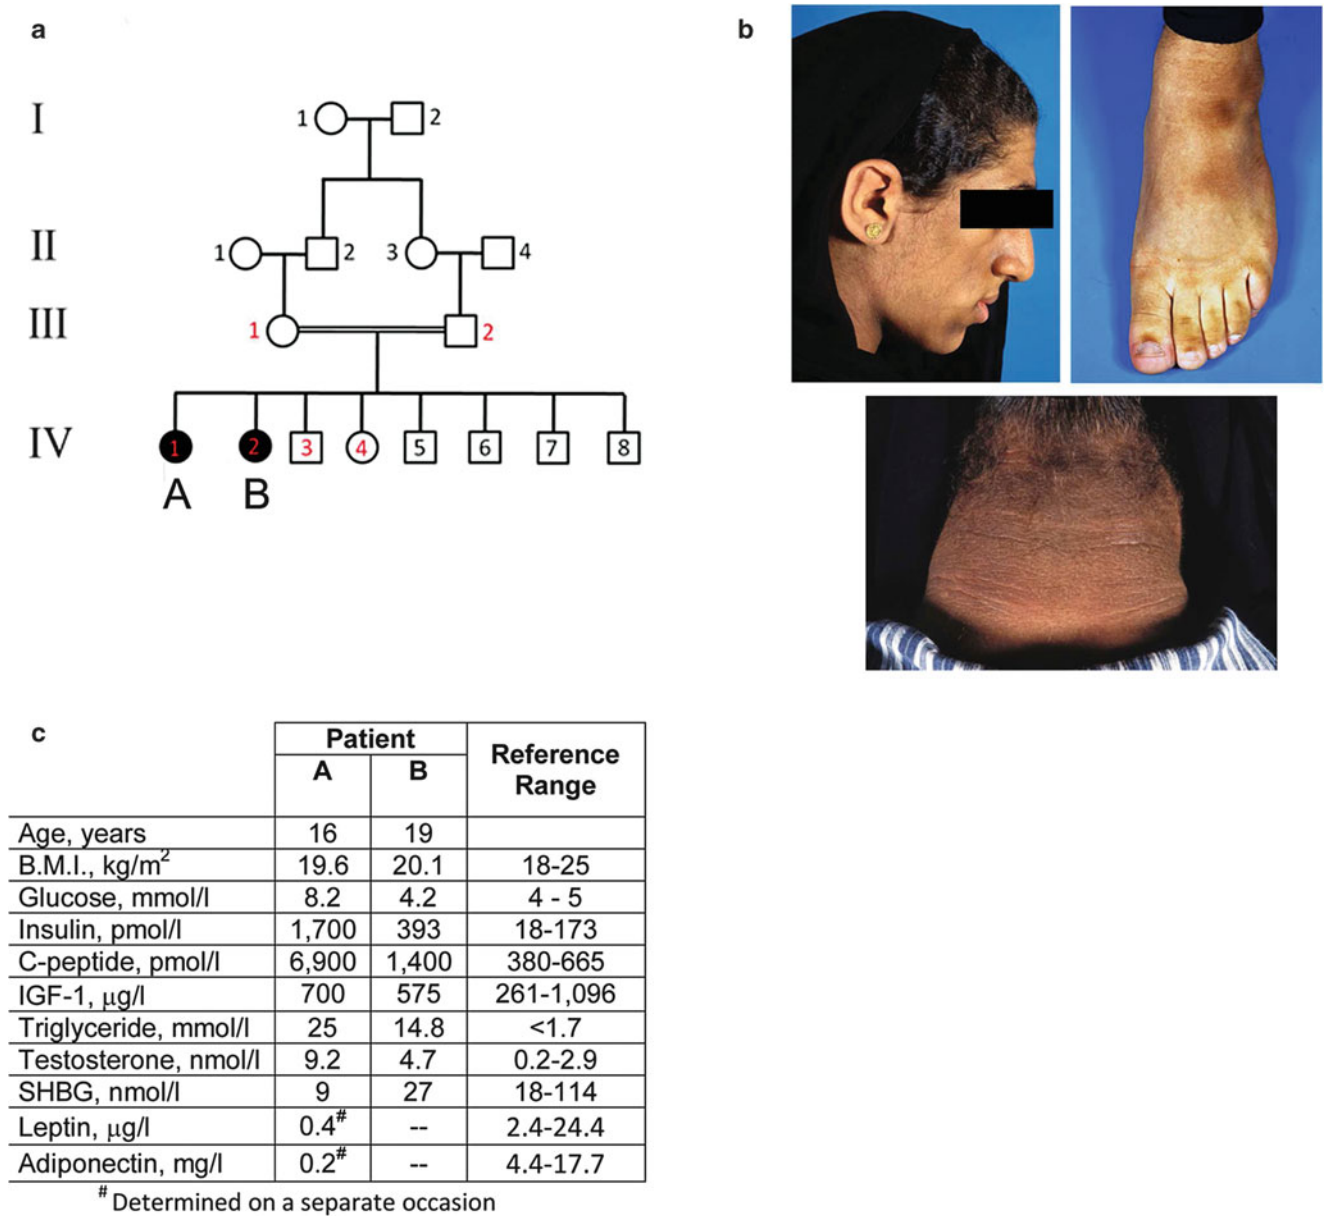 a
b
I
1
2
II
1
2
3
4
III
1
2
IV
1
2
3
4
5
6
7
8
A
B
c
Patient
Reference Range
A
B
Age, years 16 19
B.M.I., kg/m² 19.6 20.1 18-25
Glucose, mmol/l 8.2 4.2 4 - 5
Insulin, pmol/l 1,700 393 18-173
C-peptide, pmol/l 6,900 1,400 380-665
IGF-1, µg/l 700 575 261-1,096
Triglyceride, mmol/l 25 14.8 <1.7
Testosterone, nmol/l 9.2 4.7 0.2-2.9
SHBG, nmol/l 9 27 18-114
Leptin, µg/l 0.4# -- 2.4-24.4
Adiponectin, mg/l 0.2# -- 4.4-17.7
# Determined on a separate occasion